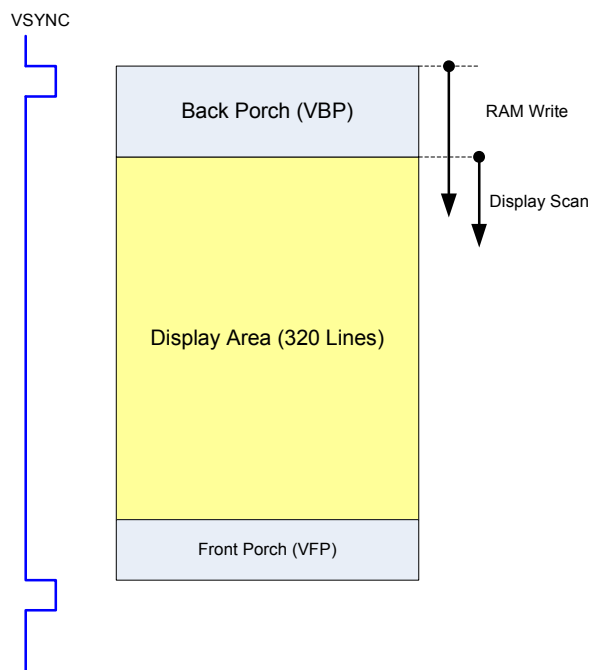 VSYNC
Back Porch (VBP)
RAM Write
Display Scan
Display Area (320 Lines)
Front Porch (VFP)